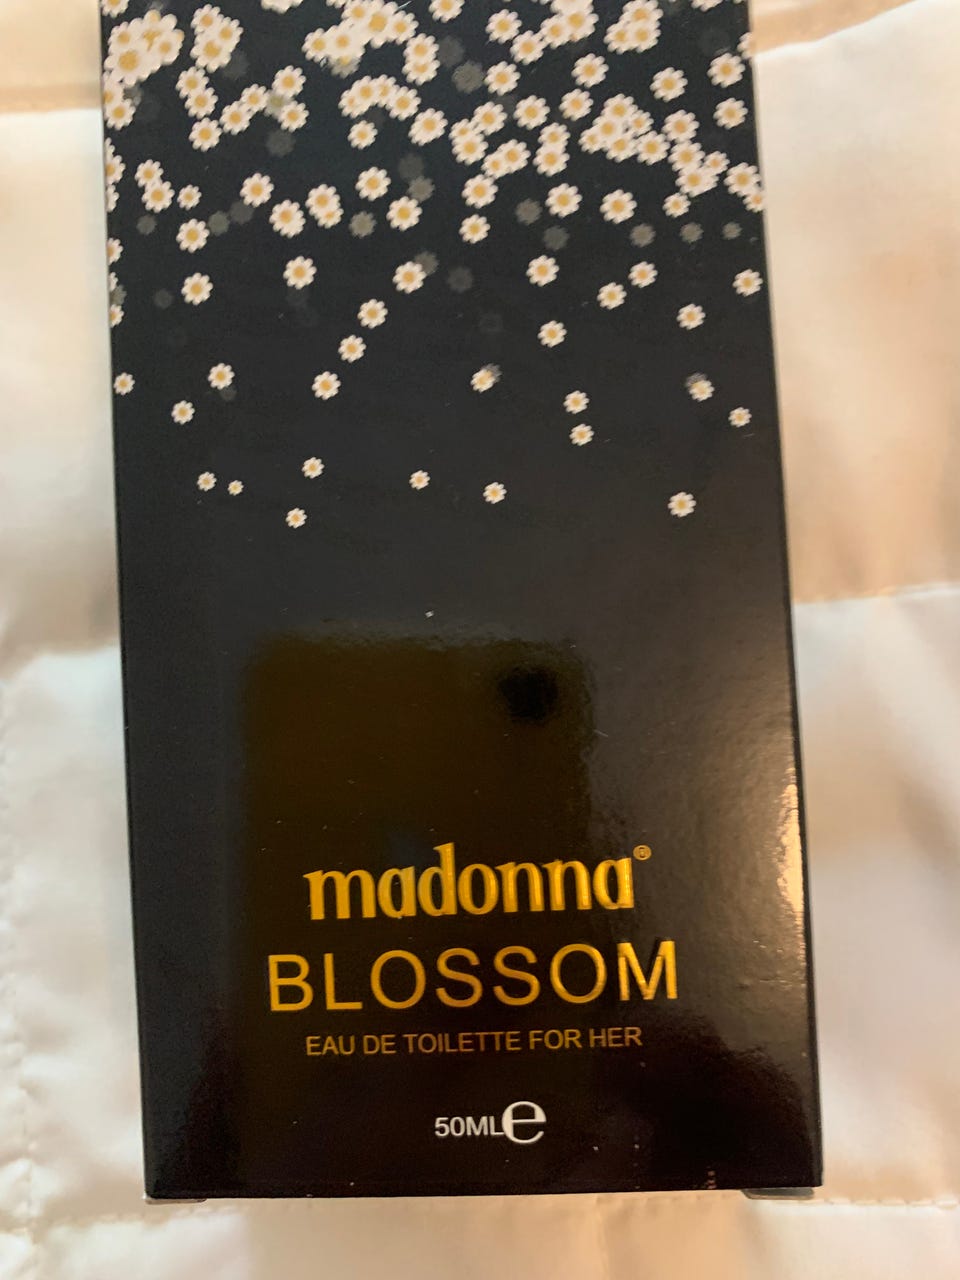 madonna®
BLOSSOM
EAU DE TOILETTE FOR HER
50ML℮